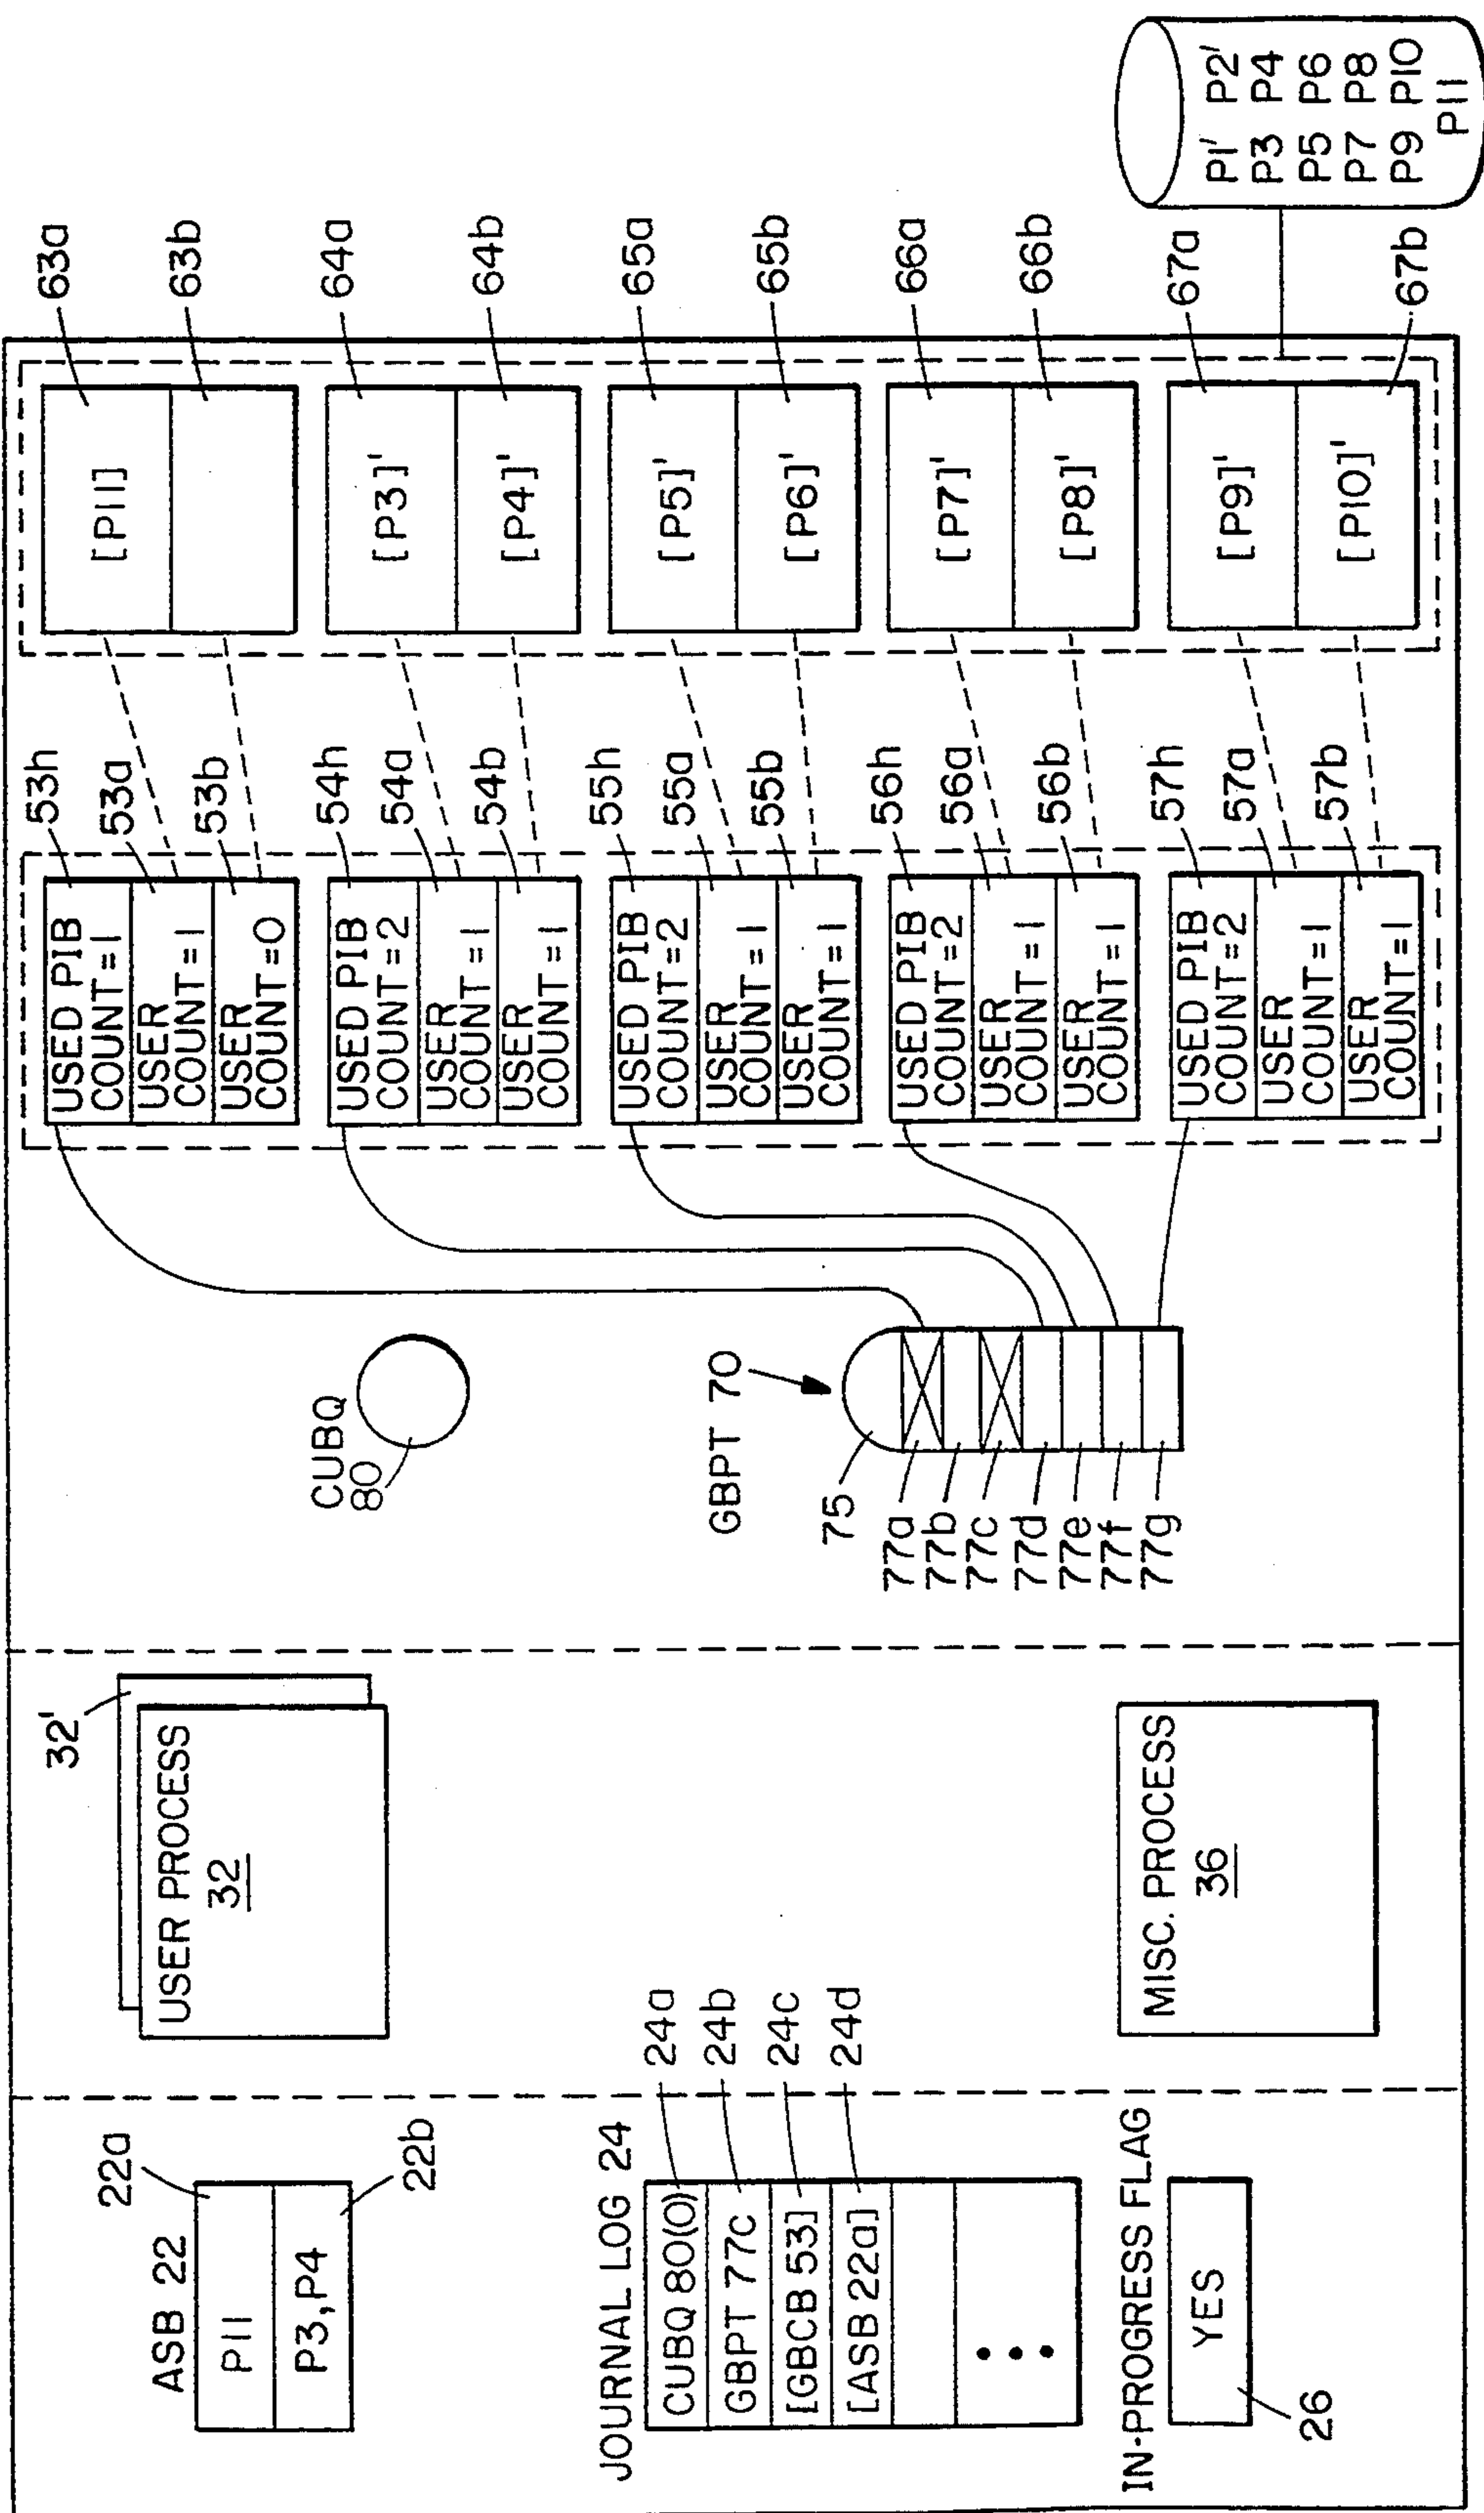 ASB 22
22a
P11
P3,P4
22b
JOURNAL LOG 24
CUBQ 80(0)
24a
GBPT 77c
24b
[GBCB 53]
24c
[ASB 22a]
24d
IN-PROGRESS FLAG
YES
26
32'
USER PROCESS
32
MISC. PROCESS
36
CUBQ
80
GBPT 70
75
77a
77b
77c
77d
77e
77f
77g
USED PIB
COUNT=1
53h
USER
COUNT=1
53a
USER
COUNT=0
53b
USED PIB
COUNT=2
54h
USER
COUNT=1
54a
USER
COUNT=1
54b
USED PIB
COUNT=2
55h
USER
COUNT=1
55a
USER
COUNT=1
55b
USED PIB
COUNT=2
56h
USER
COUNT=1
56a
USER
COUNT=1
56b
USED PIB
COUNT=2
57h
USER
COUNT=1
57a
USER
COUNT=1
57b
[P11]
63a
63b
[P3]'
64a
[P4]'
64b
[P5]'
65a
[P6]'
65b
[P7]'
66a
[P8]'
66b
[P9]'
67a
[P10]'
67b
P1' P2'
P3 P4
P5 P6
P7 P8
P9 P10
P11